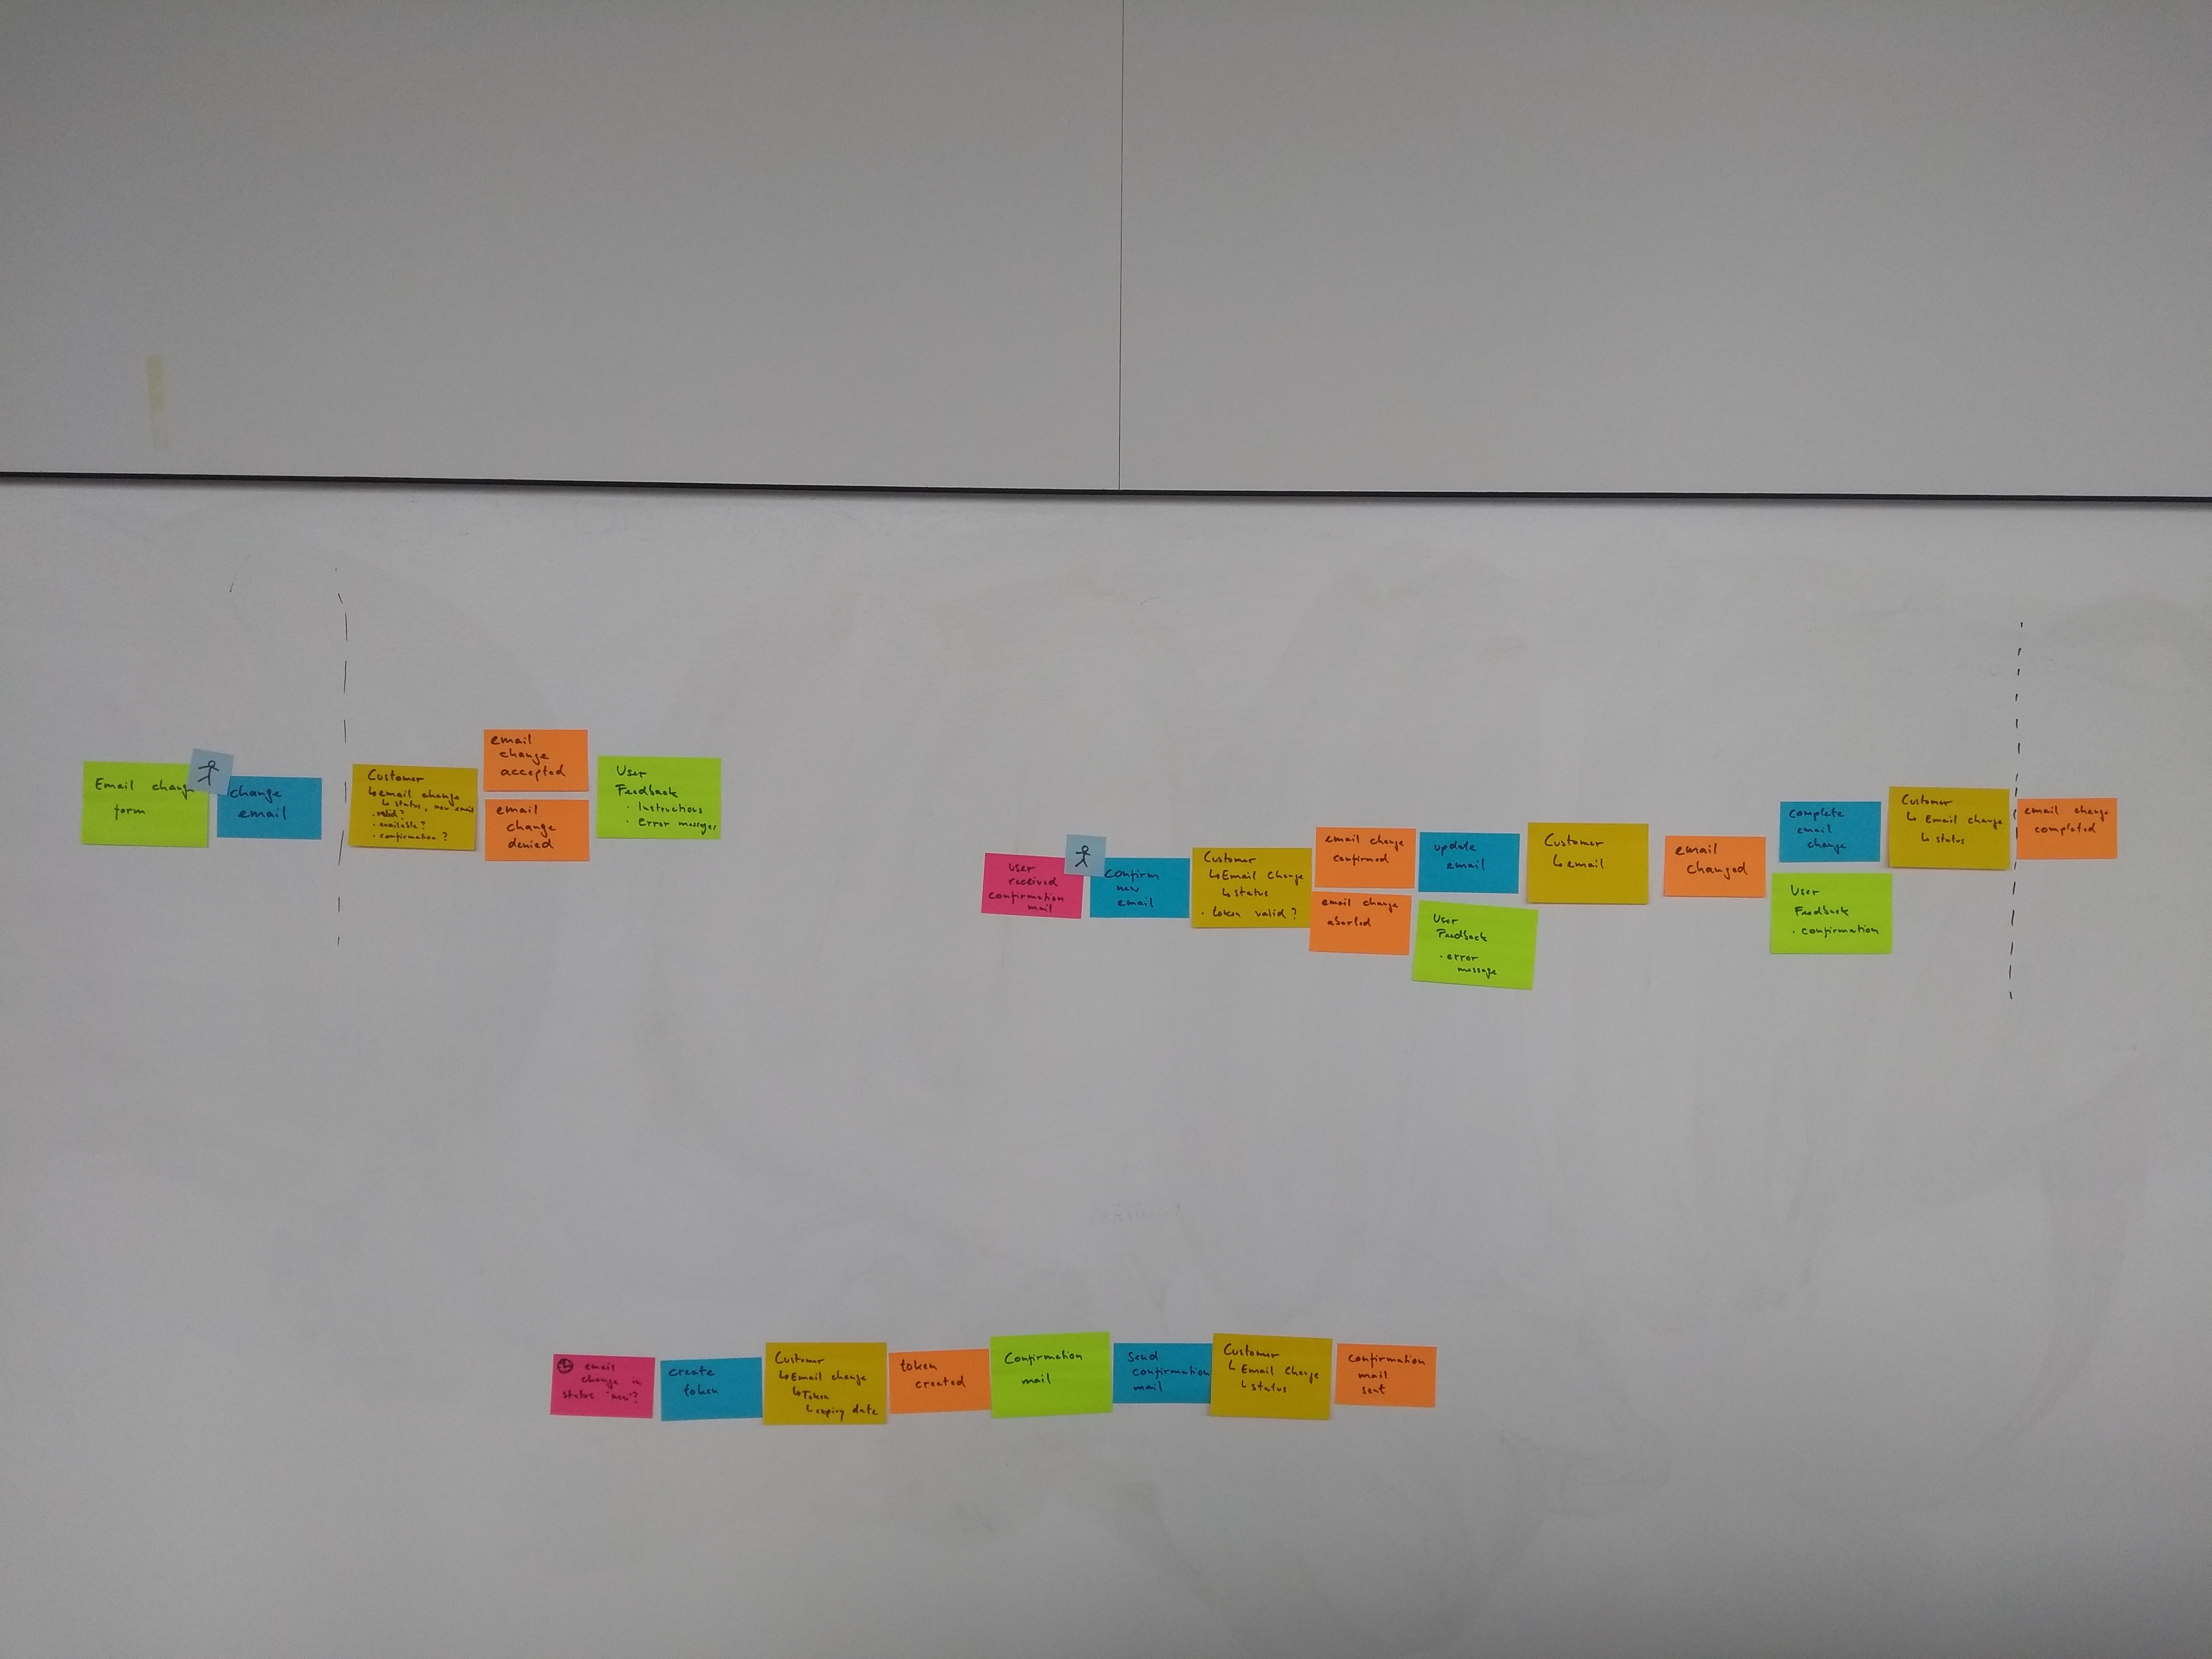 Email change
form
change
email
Customer
↳ email change
↳ status, new email
• valid?
• available?
• confirmation?
email
change
accepted
email
change
denied
User
Feedback
• Instructions
• Error messages
user
received
confirmation
mail
confirm
new
email
Customer
↳ Email Change
↳ status
• token valid?
email change
confirmed
email change
aborted
update
email
User
Feedback
• error
message
Customer
↳ email
email
changed
complete
email
change
User
Feedback
• confirmation
Customer
↳ Email change
↳ status
email change
completed
email
change in
status "new"?
create
token
Customer
↳ Email change
↳ Token
↳ expiry date
token
created
Confirmation
mail
Send
confirmation
mail
Customer
↳ Email Change
↳ status
confirmation
mail
sent